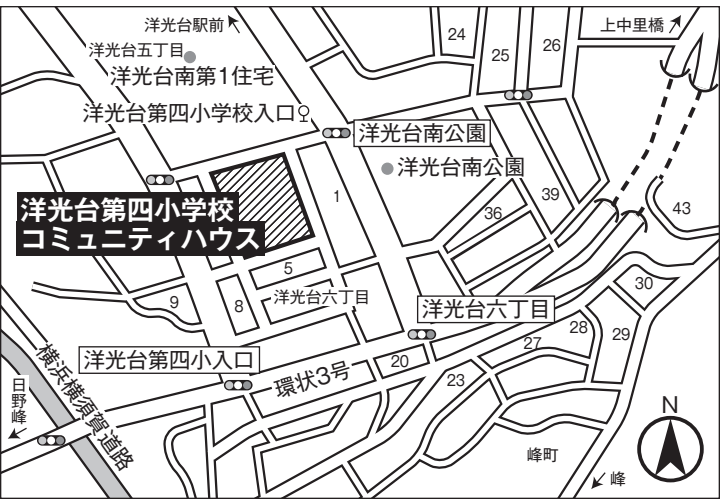 洋光台駅前
上中里橋
24
25
26
洋光台五丁目
洋光台南第1住宅
洋光台第四小学校入口
洋光台南公園
洋光台南公園
洋光台第四小学校
コミュニティハウス
1
36
39
43
5
洋光台六丁目
9
8
洋光台六丁目
30
28
29
27
洋光台第四小入口
環状3号
20
23
横浜横須賀道路
日野峰
峰町
峰
N